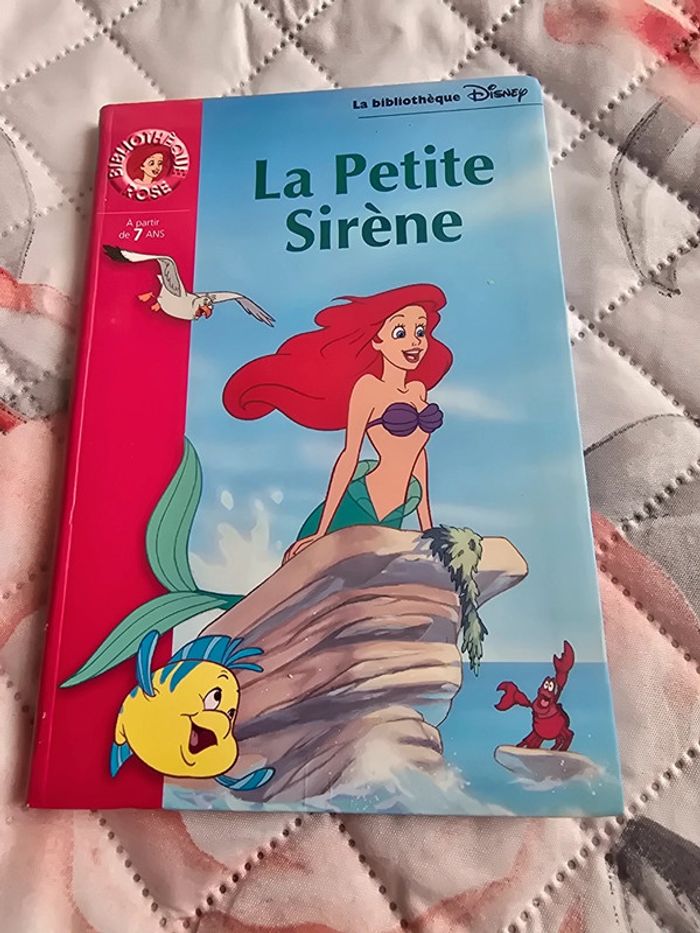 La bibliothèque Disney
BIBLIOTHÈQUE
ROSE
À partir
de 7 ANS
La Petite
Sirène